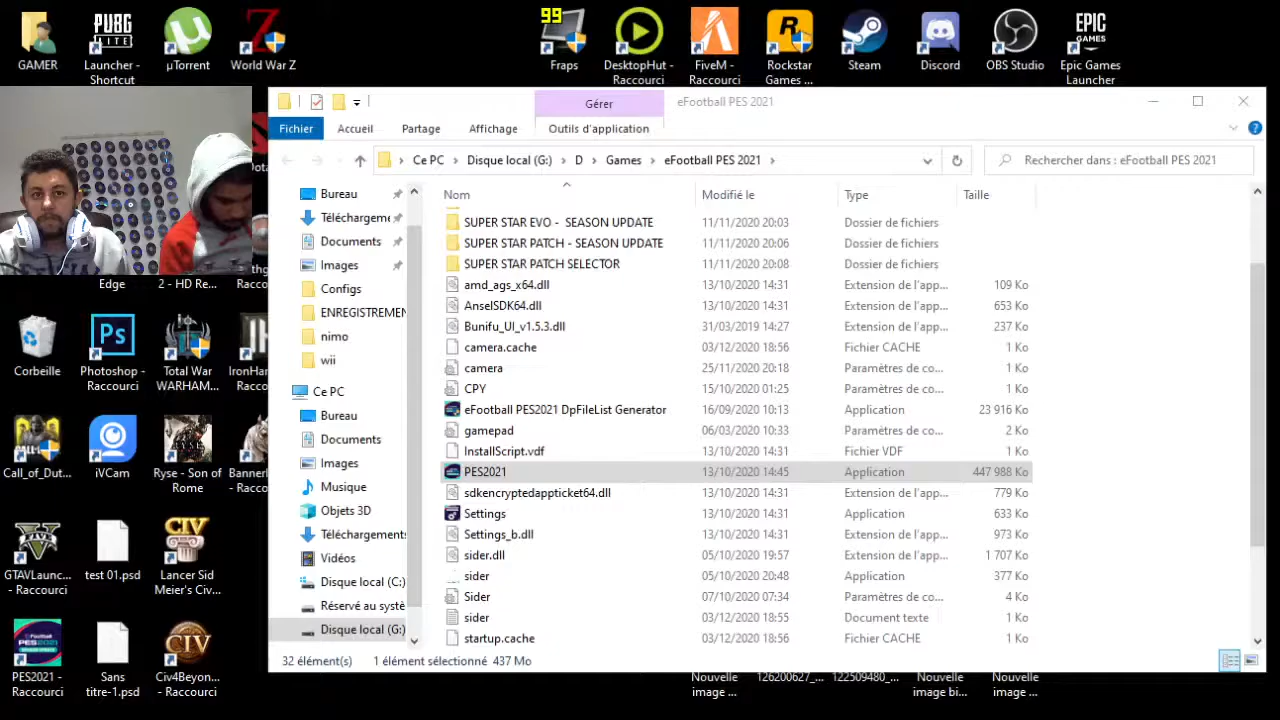 GAMER
PUBG
LITE
Launcher -
Shortcut
µTorrent
World War Z
99
Fraps
DesktopHut -
Raccourci
FiveM -
Raccourci
R
Rockstar
Games ...
Steam
Discord
OBS Studio
EPIC
GAMES
Epic Games
Launcher
Gérer
eFootball PES 2021
Fichier
Accueil
Partage
Affichage
Outils d'application
Ce PC > Disque local (G:) > D > Games > eFootball PES 2021 >
Rechercher dans : eFootball PES 2021
Nom
Modifié le
Type
Taille
Bureau
Téléchargeme
Documents
Images
Configs
ENREGISTREMEN
nimo
wii
Ce PC
Bureau
Documents
Images
Musique
Objets 3D
Téléchargements
Vidéos
Disque local (C:)
Réservé au systè
Disque local (G:)
SUPER STAR EVO - SEASON UPDATE 11/11/2020 20:03 Dossier de fichiers
SUPER STAR PATCH - SEASON UPDATE 11/11/2020 20:06 Dossier de fichiers
SUPER STAR PATCH SELECTOR 11/11/2020 20:08 Dossier de fichiers
amd_ags_x64.dll 13/10/2020 14:31 Extension de l'app... 109 Ko
AnselSDK64.dll 13/10/2020 14:31 Extension de l'app... 653 Ko
Bunifu_UI_v1.5.3.dll 31/03/2019 14:27 Extension de l'app... 237 Ko
camera.cache 03/12/2020 18:56 Fichier CACHE 1 Ko
camera 25/11/2020 20:18 Paramètres de co... 1 Ko
CPY 15/10/2020 01:25 Paramètres de co... 1 Ko
eFootball PES2021 DpFileList Generator 16/09/2020 10:13 Application 23 916 Ko
gamepad 06/03/2020 10:33 Paramètres de co... 2 Ko
InstallScript.vdf 13/10/2020 14:31 Fichier VDF 1 Ko
PES2021 13/10/2020 14:45 Application 447 988 Ko
sdkencryptedappticket64.dll 13/10/2020 14:31 Extension de l'app... 779 Ko
Settings 13/10/2020 14:31 Application 633 Ko
Settings_b.dll 13/10/2020 14:31 Extension de l'app... 973 Ko
sider.dll 05/10/2020 19:57 Extension de l'app... 1 707 Ko
sider 05/10/2020 20:48 Application 377 Ko
Sider 07/10/2020 07:34 Paramètres de co... 4 Ko
sider 03/12/2020 18:55 Document texte 1 Ko
startup.cache 03/12/2020 18:56 Fichier CACHE 1 Ko
32 élément(s)
1 élément sélectionné 437 Mo
Edge
2 - HD Re...
Raccou
Corbeille
Ps
Photoshop -
Raccourci
Total War
WARHAM...
IronHar
Raccou
Call_of_Dut...
iVCam
Ryse - Son of
Rome
Banner
- Racco
GTAVLaunc...
- Raccourci
test 01.psd
CIV
Lancer Sid
Meier's Civ...
PES2021 -
Raccourci
Sans
titre-1.psd
CIV
Civ4Beyon...
- Raccourci
Nouvelle
image ...
126200627_...
122509480_...
Nouvelle
image bi...
Nouvelle
image ...